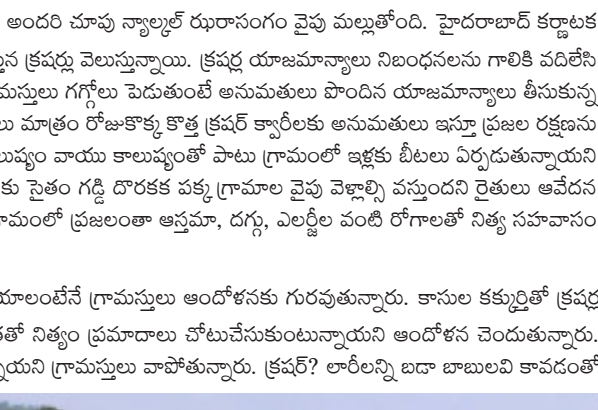 అందరి చూపు న్యాల్కల్ ఝరాసంగం వైపు మల్లుతోంది. హైదరాబాద్ కర్ణాటక
క్రషర్లు వెలుస్తున్నాయి. క్రషర్ల యాజమాన్యాలు నిబంధనలను గాలికి వదిలేసి
గగ్గోలు పెడుతుంటే అనుమతులు పొందిన యాజమాన్యాలు తీసుకున్న
మాత్రం రోజుకొక్క కొత్త క్రషర్ క్వారీలకు అనుమతులు ఇస్తూ ప్రజల రక్షణను
వాయు కాలుష్యంతో పాటు గ్రామంలో ఇళ్లకు బీటలు ఏర్పడుతున్నాయని
కు సైతం గడ్డి దొరకక పక్క గ్రామాల వైపు వెళ్లాల్సి వస్తుందని రైతులు ఆవేదన
ప్రజలంతా ఆస్తమా, దగ్గు, ఎలర్జీల వంటి రోగాలతో నిత్య సహవాసం
గ్రామస్తులు ఆందోళనకు గురవుతున్నారు. కాసుల కక్కుర్తితో క్రషర్ల
నిత్యం ప్రమాదాలు చోటుచేసుకుంటున్నాయని ఆందోళన చెందుతున్నారు.
గ్రామస్తులు వాపోతున్నారు. క్రషర్? లారీలన్ని బడా బాబులవి కావడంతో